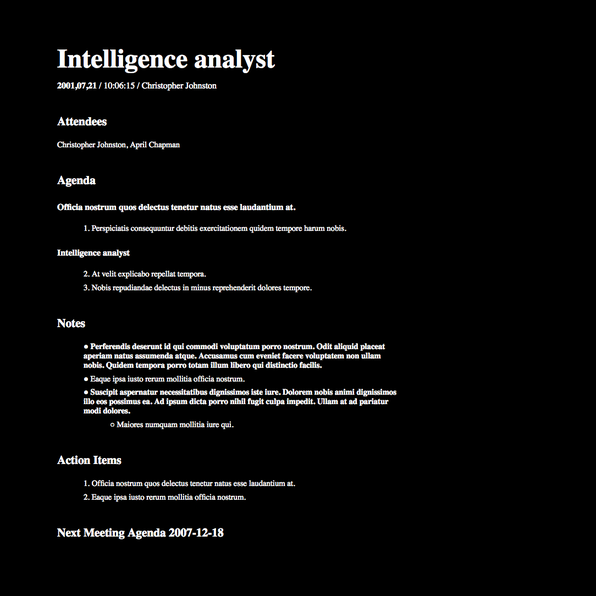 Intelligence analyst
2001,07,21 / 10:06:15 / Christopher Johnston
Attendees
Christopher Johnston, April Chapman
Agenda
Officia nostrum quos delectus tenetur natus esse laudantium at.
1. Perspiciatis consequuntur debitis exercitationem quidem tempore harum nobis.
Intelligence analyst
2. At velit explicabo repellat tempora.
3. Nobis repudiandae delectus in minus reprehenderit dolores tempore.
Notes
● Perferendis deserunt id qui commodi voluptatum porro nostrum. Odit aliquid placeat
aperiam natus assumenda atque. Accusamus cum eveniet facere voluptatem non ullam
nobis. Quidem tempora porro totam illum libero qui distinctio facilis.
● Eaque ipsa iusto rerum mollitia officia nostrum.
● Suscipit aspernatur necessitatibus dignissimos iste iure. Dolorem nobis animi dignissimos
illo eos possimus ea. Ad ipsum dicta porro nihil fugit culpa impedit. Ullam at ad pariatur
modi dolores.
○ Maiores numquam mollitia iure qui.
Action Items
1. Officia nostrum quos delectus tenetur natus esse laudantium at.
2. Eaque ipsa iusto rerum mollitia officia nostrum.
Next Meeting Agenda 2007-12-18